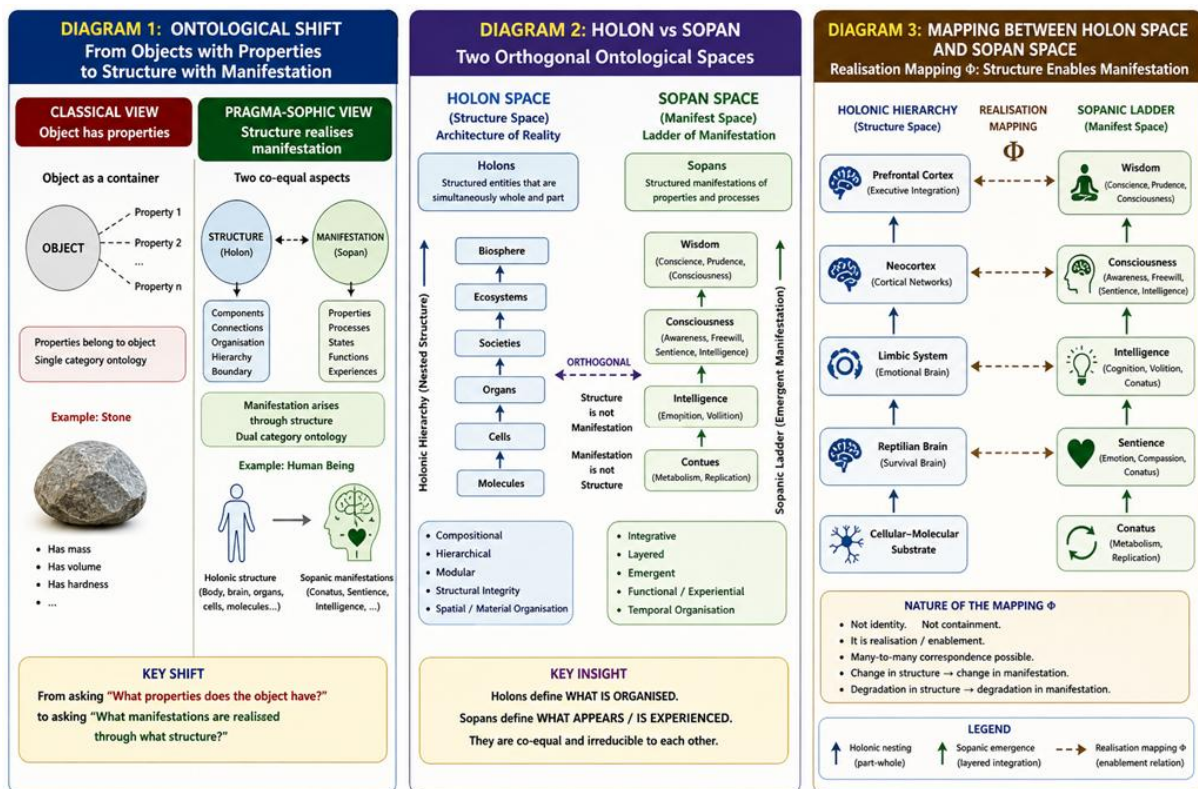 DIAGRAM 1: ONTOLOGICAL SHIFT
From Objects with Properties
to Structure with Manifestation
CLASSICAL VIEW
Object has properties
PRAGMA-SOPHIC VIEW
Structure realises
manifestation
Object as a container
OBJECT
Property 1
Property 2
...
Property n
Two co-equal aspects
STRUCTURE
(Holon)
MANIFESTATION
(Sopan)
Components
Connections
Organisation
Hierarchy
Boundary
Properties
Processes
States
Functions
Experiences
Properties belong to object
Single category ontology
Manifestation arises
through structure
Dual category ontology
Example: Stone
• Has mass
• Has volume
• Has hardness
• ...
Example: Human Being
Holonic structure
(Body, brain, organs,
cells, molecules...)
Sopanic manifestations
(Conatus, Sentience,
Intelligence, ...)
KEY SHIFT
From asking “What properties does the object have?”
to asking “What manifestations are realissed
through what structure?”
DIAGRAM 2: HOLON vs SOPAN
Two Orthogonal Ontological Spaces
HOLON SPACE
(Structure Space)
Architecture of Reality
SOPAN SPACE
(Manifest Space)
Ladder of Manifestation
Holons
Structured entities that are
simultaneously whole and part
Sopans
Structured manifestations of
properties and processes
Holonic Hierarchy (Nested Structure)
Biosphere
Ecosystems
Societies
Organs
Cells
Molecules
ORTHOGONAL
Structure
is not
Manifestation
Manifestation
is not
Structure
Wisdom
(Conscience, Prudence,
(Consciousness)
Consciousness
(Awareness, Freewill,
Sentience, Intelligence)
Intelligence
(Emonition, Vollition)
Contues
(Metabolism, Replication)
Sopanic Ladder (Emergent Manifestation)
• Compositional
• Hierarchical
• Modular
• Structural Integrity
• Spatial / Material Organisation
• Integrative
• Layered
• Emergent
• Functional / Experiential
• Temporal Organisation
KEY INSIGHT
Holons define WHAT IS ORGANISED.
Sopans define WHAT APPEARS / IS EXPERIENCED.
They are co-equal and irreducible to each other.
DIAGRAM 3: MAPPING BETWEEN HOLON SPACE
AND SOPAN SPACE
Realisation Mapping Φ: Structure Enables Manifestation
HOLONIC HIERARCHY
(Structure Space)
REALISATION
MAPPING
Φ
SOPANIC LADDER
(Manifest Space)
Prefrontal Cortex
(Executive Integration)
Wisdom
(Conscience, Prudence,
Consciousness)
Neocortex
(Cortical Networks)
Consciousness
(Awareness, Freewill,
(Sentience, Intelligence)
Limbic System
(Emotional Brain)
Intelligence
(Cognition, Volition,
Conatus)
Reptilian Brain
(Survival Brain)
Sentience
(Emotion, Compassion,
Conatus)
Cellular–Molecular
Substrate
Conatus
(Metabolism,
Replication)
NATURE OF THE MAPPING Φ
• Not identity. Not containment.
• It is realisation / enablement.
• Many-to-many correspondence possible.
• Change in structure → change in manifestation.
• Degradation in structure → degradation in manifestation.
LEGEND
Holonic nesting
(part-whole)
Sopanic emergence
(layered integration)
Realisation mapping Φ
(enablement relation)